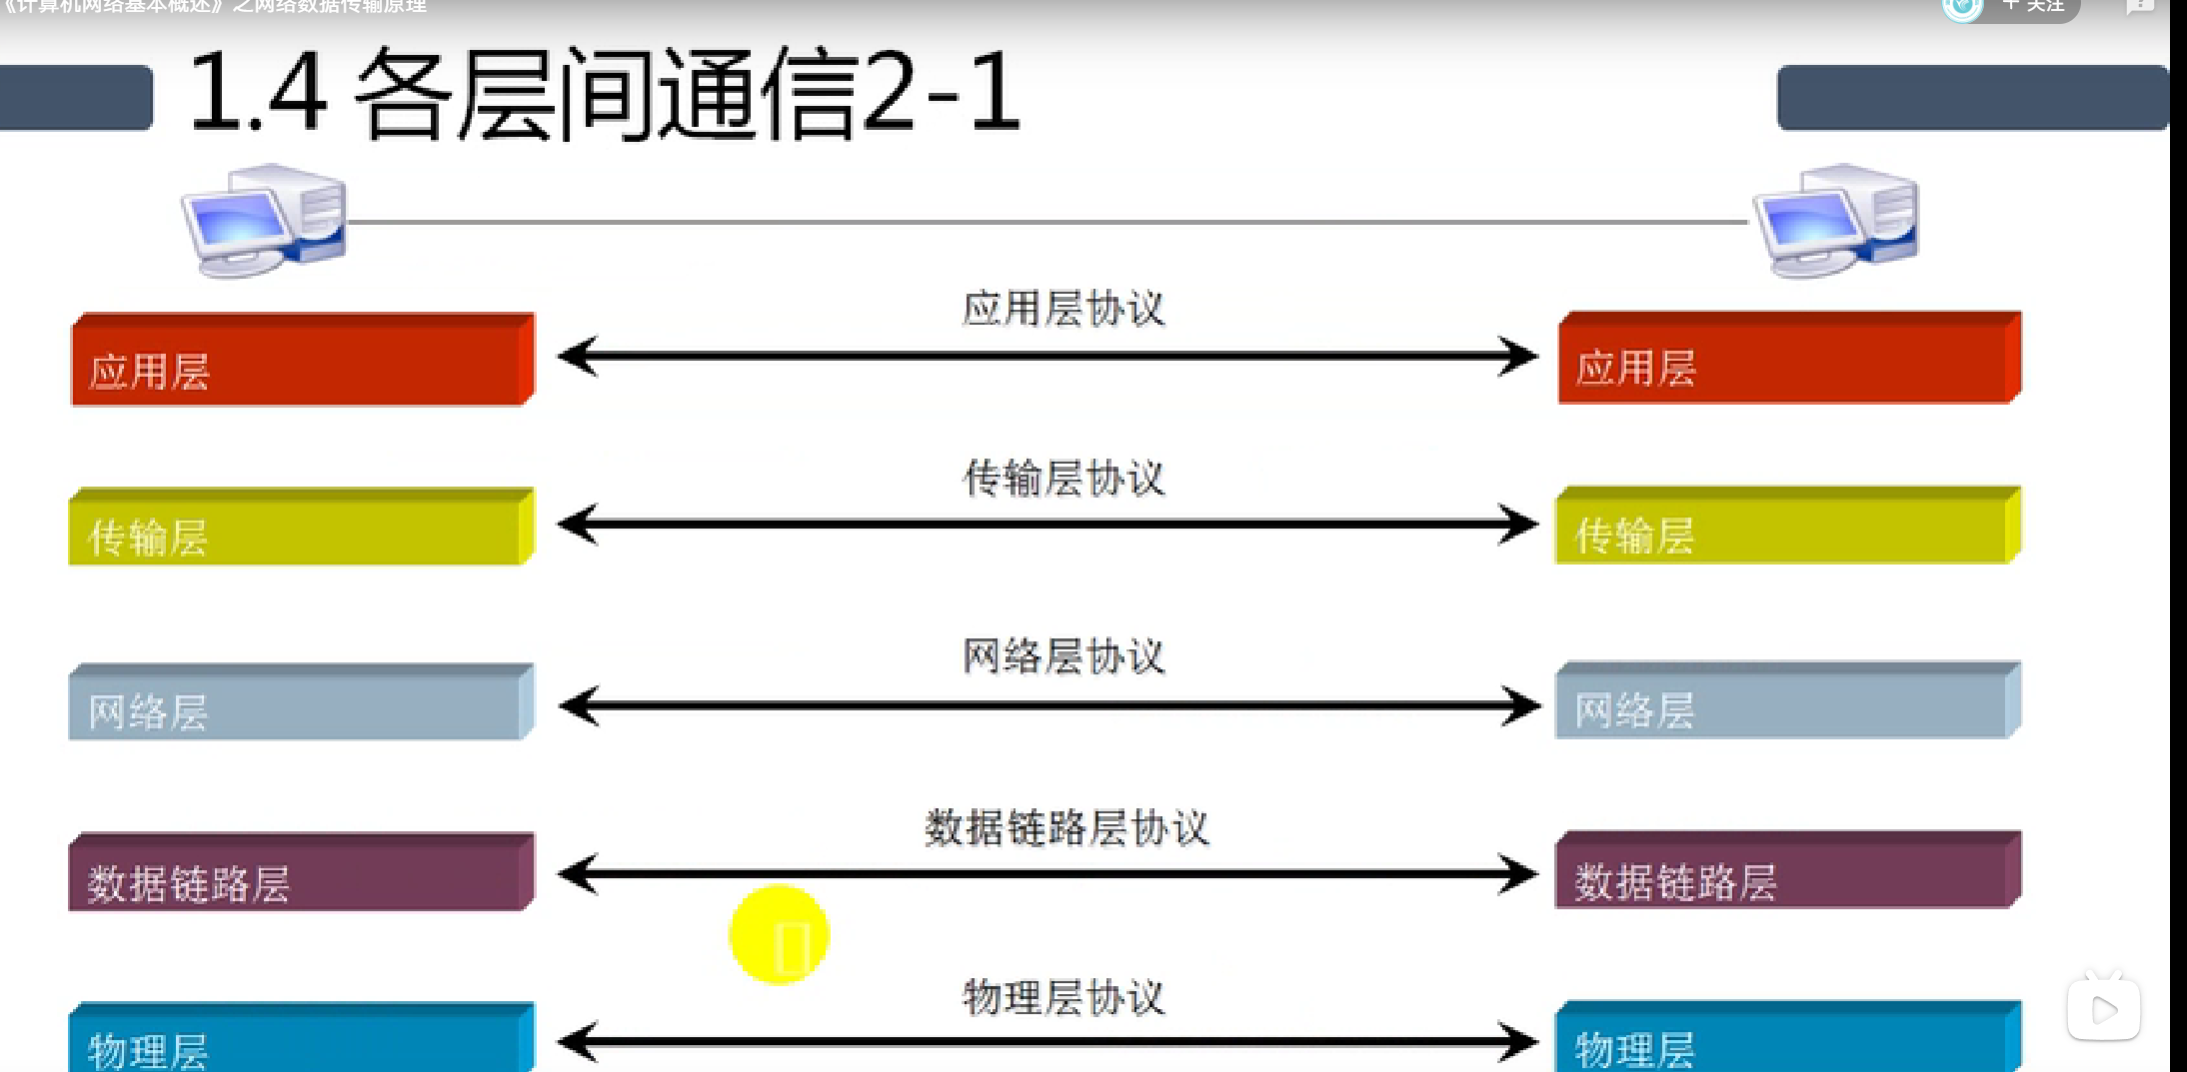 《计算机网络基本概述》之网络数据传输原理
+ 关注
1.4 各层间通信2-1
应用层协议
应用层
应用层
传输层协议
传输层
传输层
网络层协议
网络层
网络层
数据链路层协议
数据链路层
数据链路层
物理层协议
物理层
物理层